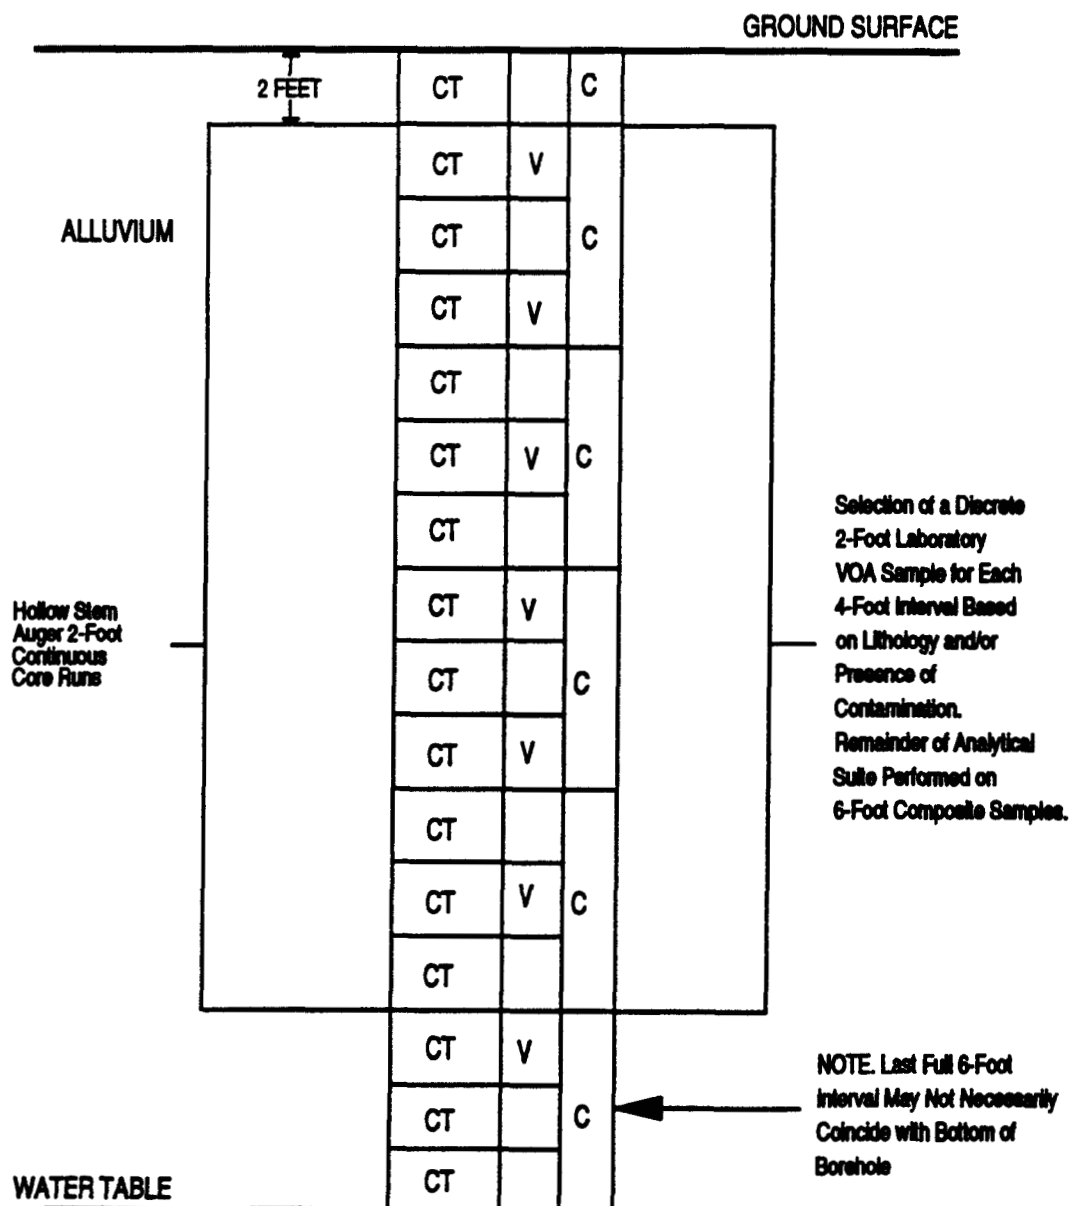 GROUND SURFACE
2 FEET
CT C
CT V
ALLUVIUM
CT C
CT V
CT
CT V C
CT
Hollow Stem
Auger 2-Foot
Continuous
Core Runs
CT V
CT C
CT V
CT
CT V C
CT
Selection of a Discrete
2-Foot Laboratory
VOA Sample for Each
4-Foot Interval Based
on Lithology and/or
Presence of
Contamination.
Remainder of Analytical
Suite Performed on
6-Foot Composite Samples.
CT V
CT C
CT
NOTE. Last Full 6-Foot
Interval May Not Necessarily
Coincide with Bottom of
Borehole
WATER TABLE